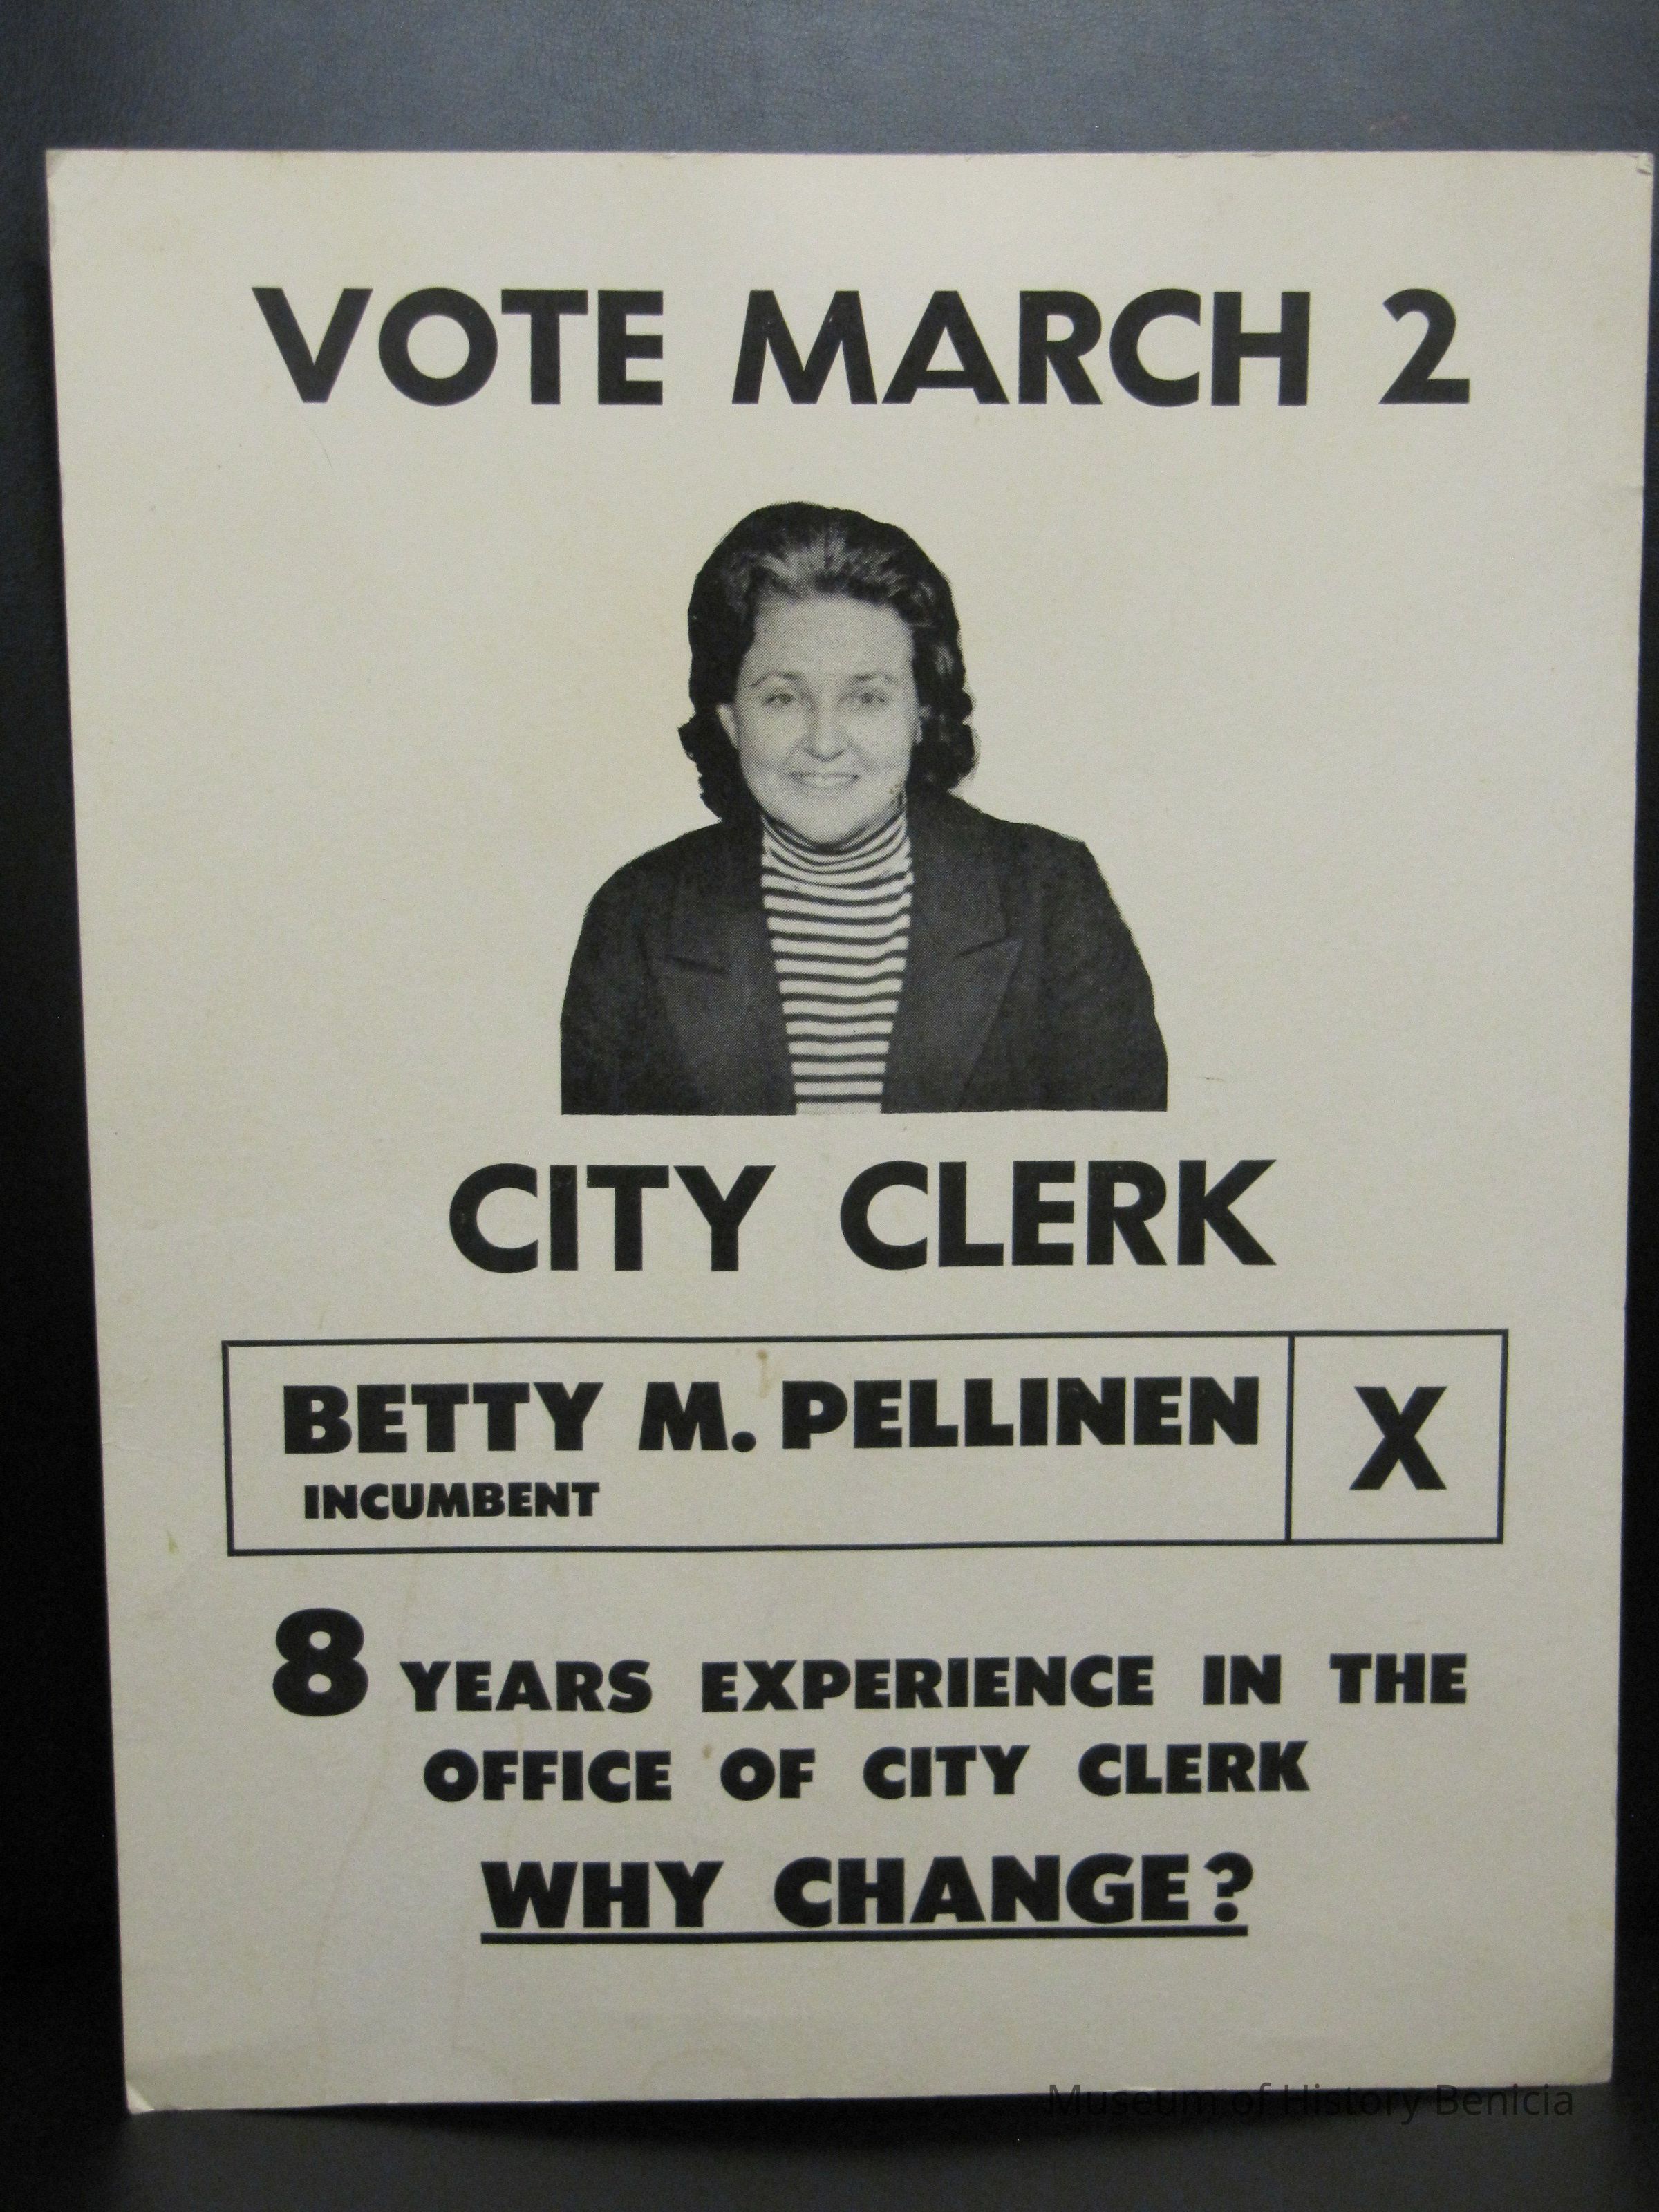 VOTE MARCH 2
CITY CLERK
BETTY M. PELLINEN
X
INCUMBENT
8 YEARS EXPERIENCE IN THE
OFFICE OF CITY CLERK
WHY CHANGE?
Museum of History Benicia